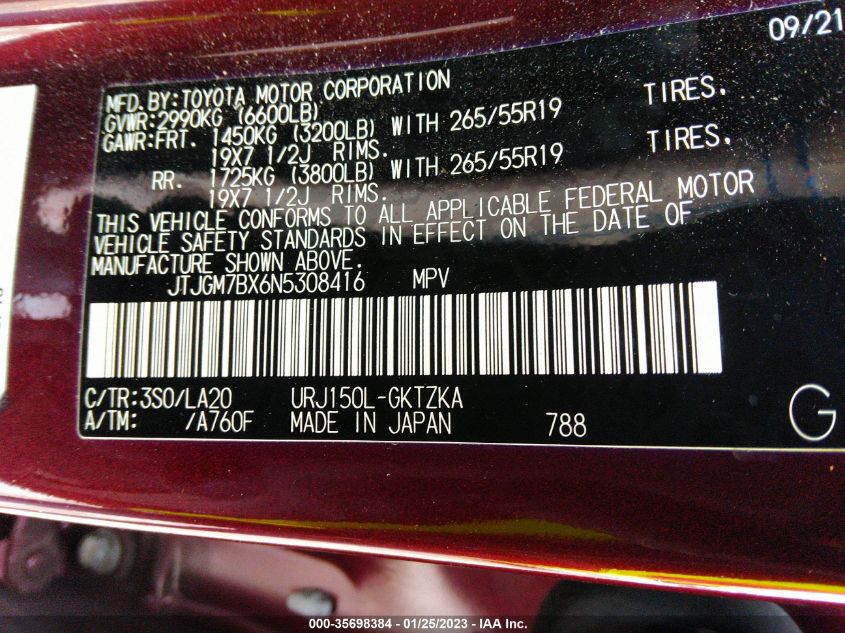 09/21
MFD.BY:TOYOTA MOTOR CORPORATION
GVWR:2990KG (6600LB)
GAWR:FRT. 1450KG (3200LB) WITH 265/55R19 TIRES.
19X7 1/2J RIMS.
RR. 1725KG (3800LB) WITH 265/55R19 TIRES.
19X7 1/2J RIMS.
THIS VEHICLE CONFORMS TO ALL APPLICABLE FEDERAL MOTOR
VEHICLE SAFETY STANDARDS IN EFFECT ON THE DATE OF
MANUFACTURE SHOWN ABOVE.
JTJGM7BX6N5308416 MPV
C/TR:3S0/LA20 URJ150L-GKTZKA
A/TM: /A760F MADE IN JAPAN 788 G
000-35698384 - 01/25/2023 - IAA Inc.